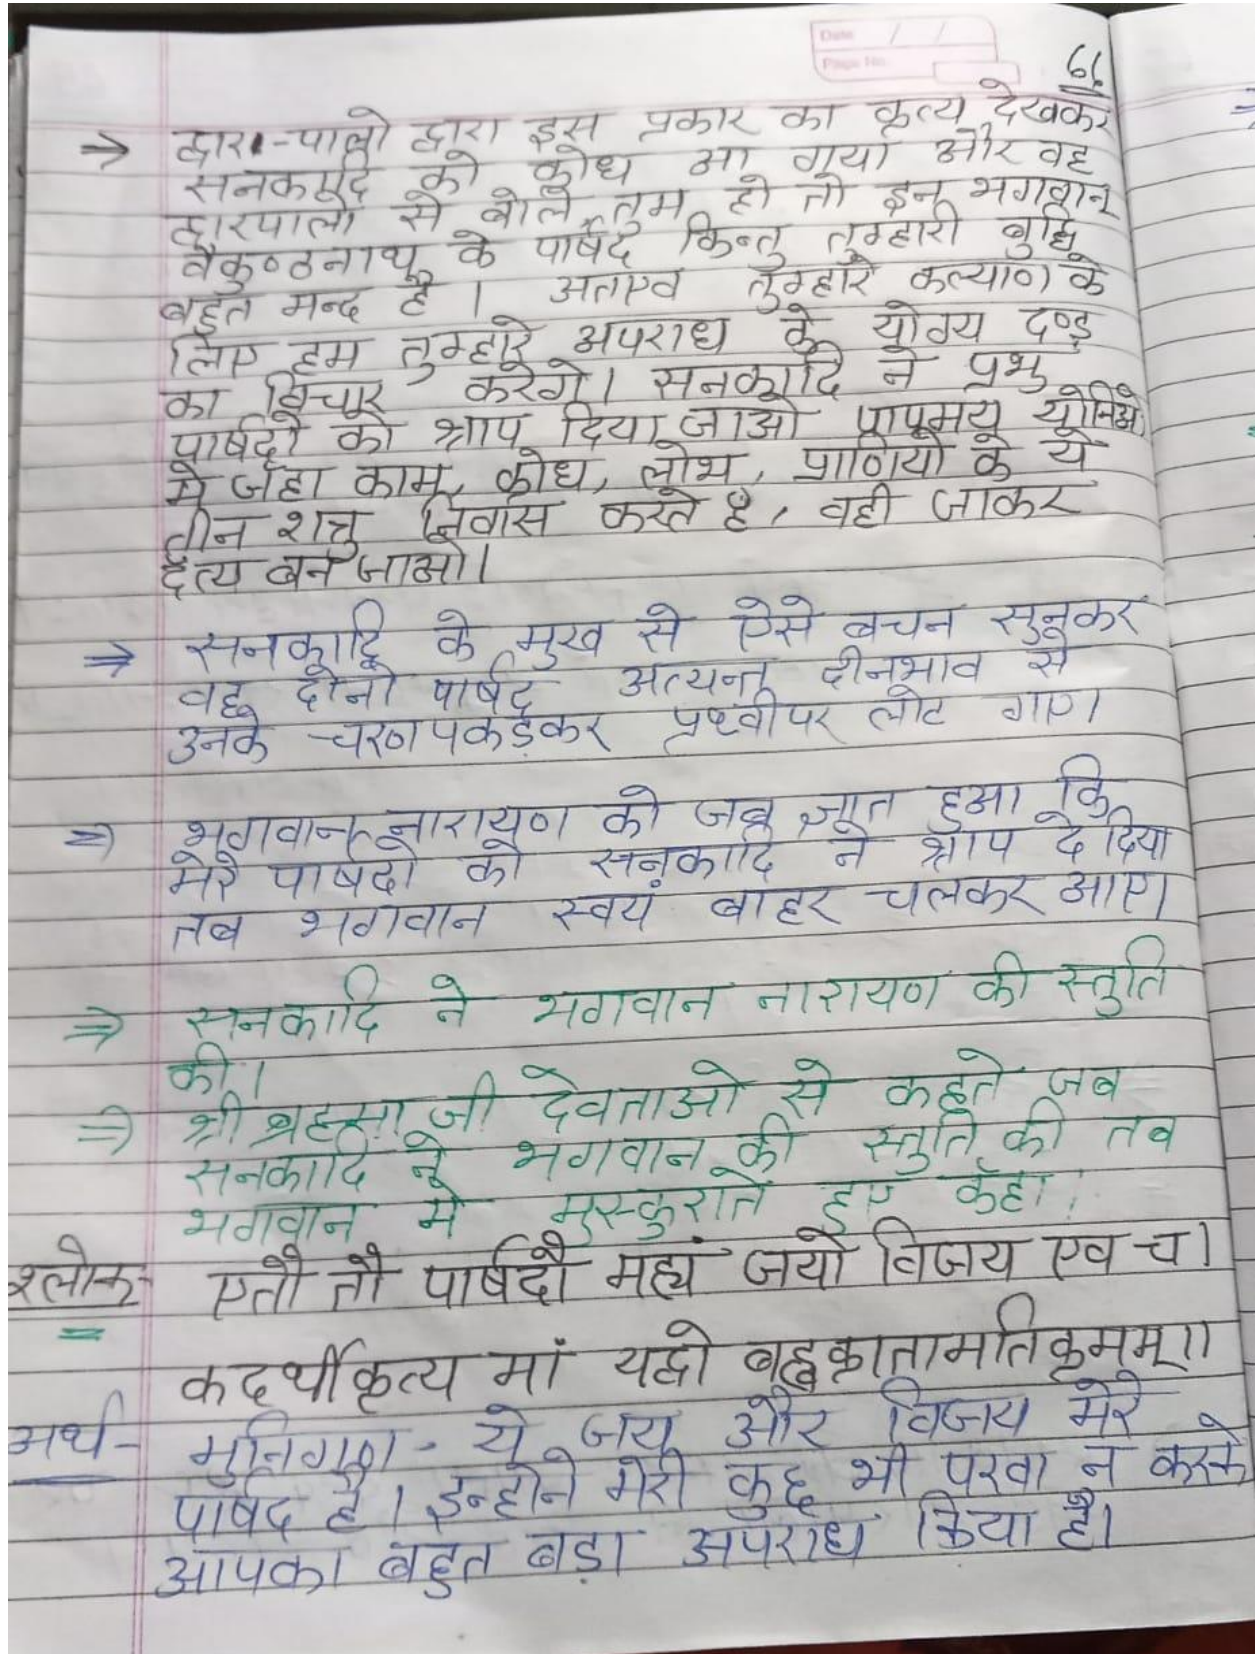 Date / /
Page No.
61
⇒ द्वारा-पालो द्वारा इस प्रकार का कृत्य देखकर
सनकादि को क्रोध आ गया और वह
द्वारपालो से बोले तुम हो तो इन भगवान्
वैकुण्ठनाथ के पार्षद किन्तु तुम्हारी बुद्धि
बहुत मन्द है । अतएव तुम्हारे कल्याण के
लिए हम तुम्हारे अपराध के योग्य दण्ड
का विचार करेगे। सनकादि ने प्रभु
पार्षदो को श्राप दिया जाओ पापमय योनिओ
मे जहा काम, क्रोध, लोभ, प्राणियो के ये
तीन शत्रु निवास करते है, वही जाकर
दैत्य बन जाओ।
⇒ सनकादि के मुख से ऐसे बचन सुनकर
वह दोनो पार्षद अत्यन्त दीनभाव से
उनके चरण पकड़कर प्रथ्वी पर लोट गए।
⇒ भगवान नारायण को जब ज्ञात हुआ कि
मेरे पार्षदो को सनकादि ने श्राप दे दिया
तब भगवान स्वयं बाहर चलकर आए।
⇒ सनकादि ने भगवान नारायण की स्तुति
की।
⇒ श्री ब्रहमा जी देवताओ से कहते जब
सनकादि ने भगवान की स्तुति की तब
भगवान मे मुस्कुराते हुए कहा।
श्लोक- एतौ तौ पार्षदौ मह्यं जयो विजय एव च।
कदर्थीकृत्य मां यद्वो बह्वक्रातामतिक्रमम्॥
अर्थ- मुनिगण- ये जय और विजय मेरे
पार्षद है। इन्होने मेरी कुछ भी परवा न करके
आपका बहुत बड़ा अपराध किया है।